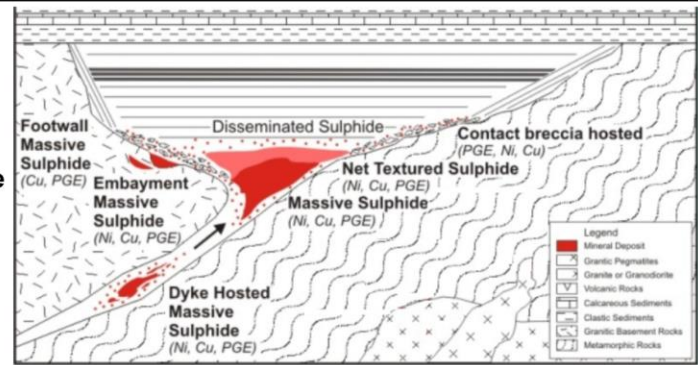 Disseminated Sulphide
Footwall
Massive
Sulphide
(Cu, PGE)
Embayment
Massive
Sulphide
(Ni, Cu, PGE)
Contact breccia hosted
(PGE, Ni, Cu)
Net Textured Sulphide
(Ni, Cu, PGE)
Massive Sulphide
(Ni, Cu, PGE)
Dyke Hosted
Massive
Sulphide
(Ni, Cu, PGE)
Legend
Mineral Deposit
Grantic Pegmatites
Granite or Granodiorite
Volcanic Rocks
Calcareous Sediments
Clastic Sediments
Granitic Basement Rocks
Metamorphic Rocks
e